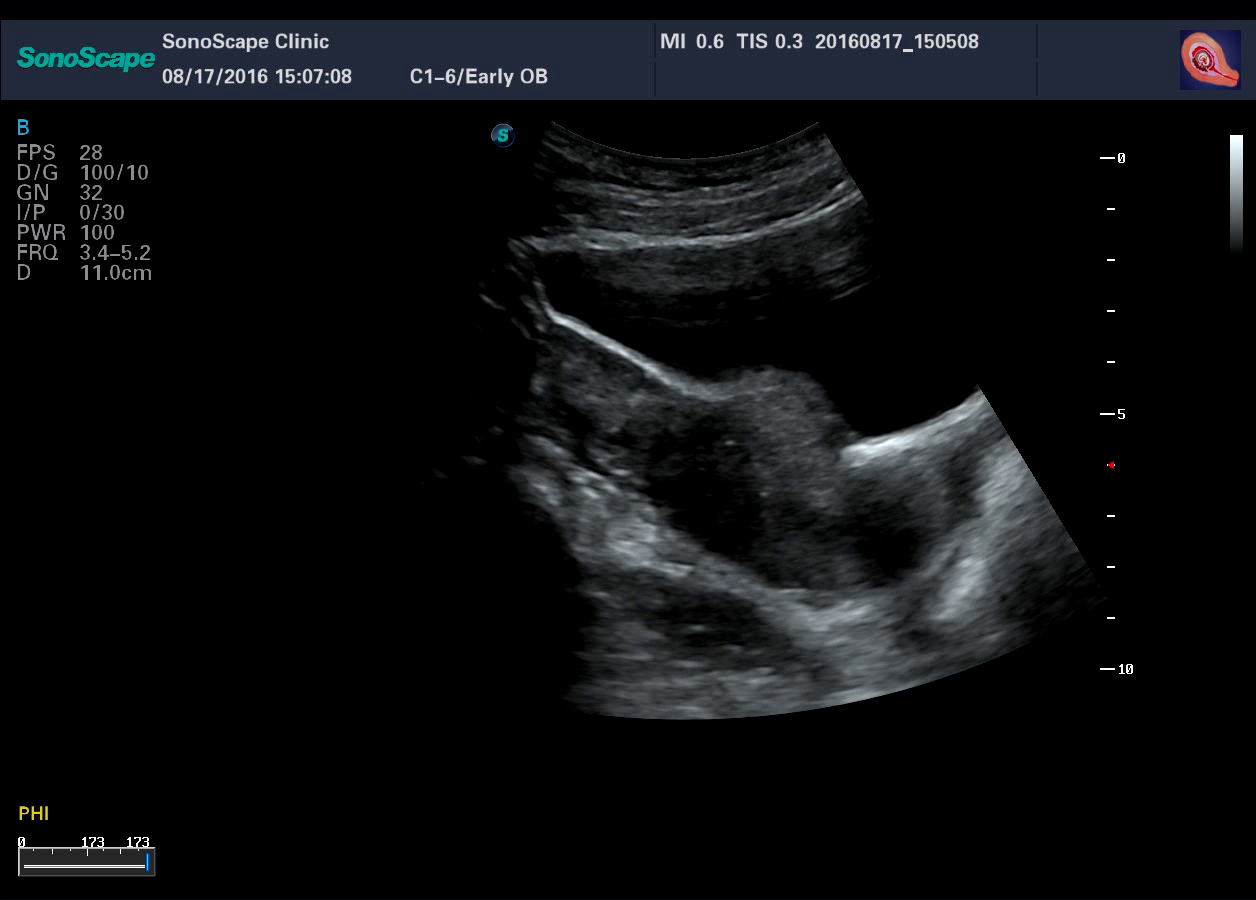 SonoScape
SonoScape Clinic
MI 0.6 TIS 0.3 20160817_150508
08/17/2016 15:07:08 C1-6/Early OB
B
FPS 28
D/G 100/10
GN 32
I/P 0/30
PWR 100
FRQ 3.4-5.2
D 11.0cm
S
0
5
10
PHI
0 173 173